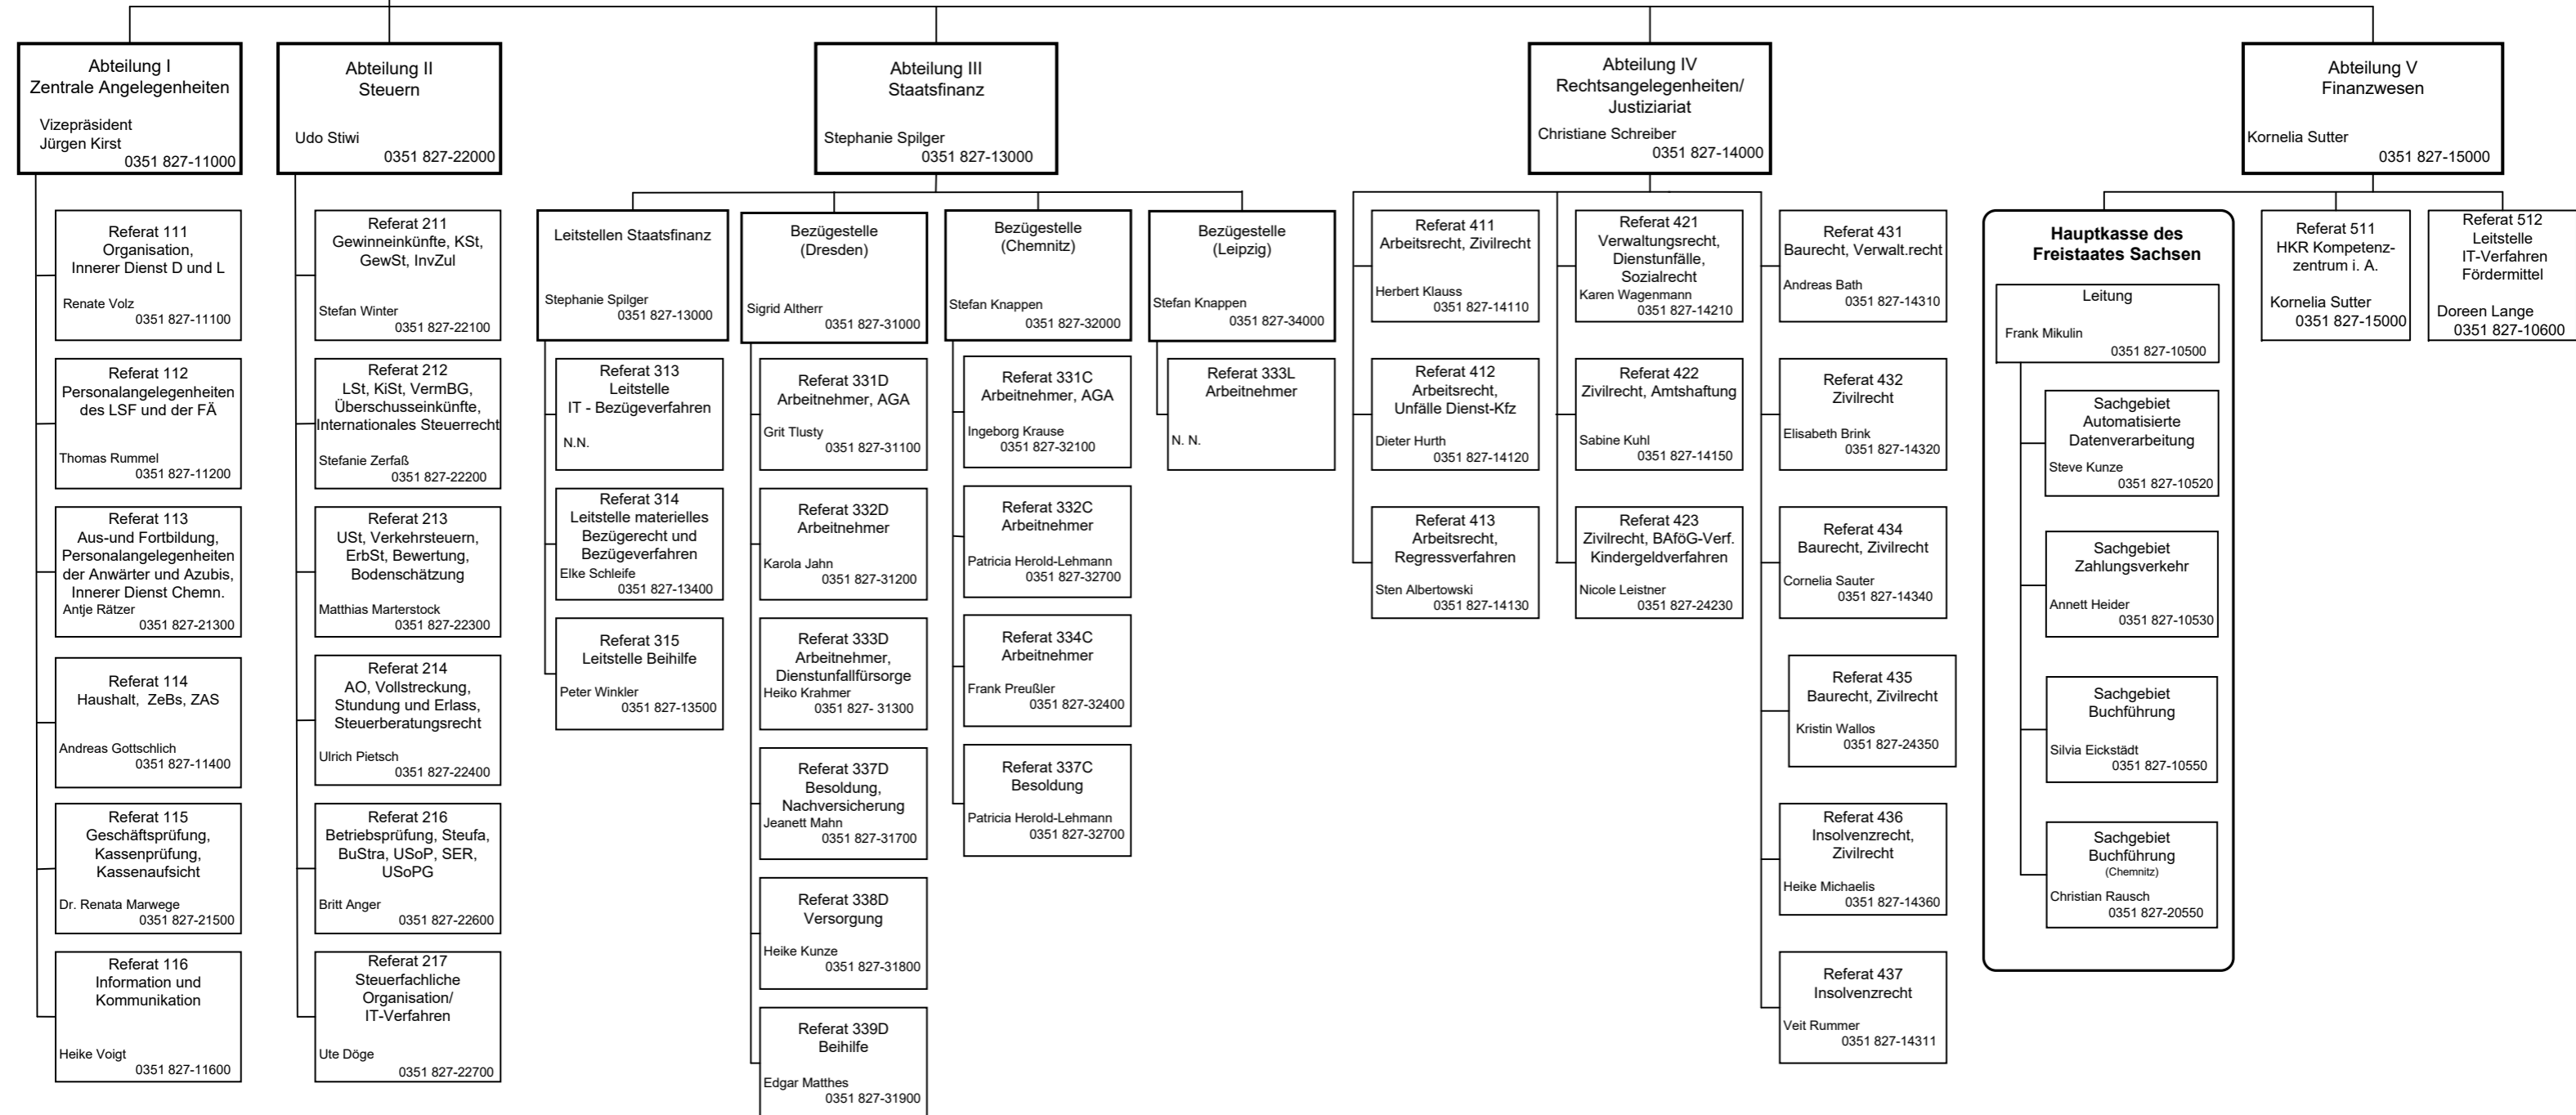 Abteilung I
Zentrale Angelegenheiten
Vizepräsident
Jürgen Kirst
0351 827-11000
Referat 111
Organisation,
Innerer Dienst D und L
Renate Volz
0351 827-11100
Referat 112
Personalangelegenheiten
des LSF und der FÄ
Thomas Rummel
0351 827-11200
Referat 113
Aus-und Fortbildung,
Personalangelegenheiten
der Anwärter und Azubis,
Innerer Dienst Chemn.
Antje Rätzer
0351 827-21300
Referat 114
Haushalt, ZeBs, ZAS
Andreas Gottschlich
0351 827-11400
Referat 115
Geschäftsprüfung,
Kassenprüfung,
Kassenaufsicht
Dr. Renata Marwege
0351 827-21500
Referat 116
Information und
Kommunikation
Heike Voigt
0351 827-11600
Abteilung II
Steuern
Udo Stiwi
0351 827-22000
Referat 211
Gewinneinkünfte, KSt,
GewSt, InvZul
Stefan Winter
0351 827-22100
Referat 212
LSt, KiSt, VermBG,
Überschusseinkünfte,
Internationales Steuerrecht
Stefanie Zerfaß
0351 827-22200
Referat 213
USt, Verkehrsteuern,
ErbSt, Bewertung,
Bodenschätzung
Matthias Marterstock
0351 827-22300
Referat 214
AO, Vollstreckung,
Stundung und Erlass,
Steuerberatungsrecht
Ulrich Pietsch
0351 827-22400
Referat 216
Betriebsprüfung, Steufa,
BuStra, USoP, SER,
USoPG
Britt Anger
0351 827-22600
Referat 217
Steuerfachliche
Organisation/
IT-Verfahren
Ute Döge
0351 827-22700
Abteilung III
Staatsfinanz
Stephanie Spilger
0351 827-13000
Leitstellen Staatsfinanz
Stephanie Spilger
0351 827-13000
Referat 313
Leitstelle
IT - Bezügeverfahren
N.N.
Referat 314
Leitstelle materielles
Bezügerecht und
Bezügeverfahren
Elke Schleife
0351 827-13400
Referat 315
Leitstelle Beihilfe
Peter Winkler
0351 827-13500
Bezügestelle
(Dresden)
Sigrid Altherr
0351 827-31000
Referat 331D
Arbeitnehmer, AGA
Grit Tlusty
0351 827-31100
Referat 332D
Arbeitnehmer
Karola Jahn
0351 827-31200
Referat 333D
Arbeitnehmer,
Dienstunfallfürsorge
Heiko Krahmer
0351 827- 31300
Referat 337D
Besoldung,
Nachversicherung
Jeanett Mahn
0351 827-31700
Referat 338D
Versorgung
Heike Kunze
0351 827-31800
Referat 339D
Beihilfe
Edgar Matthes
0351 827-31900
Bezügestelle
(Chemnitz)
Stefan Knappen
0351 827-32000
Referat 331C
Arbeitnehmer, AGA
Ingeborg Krause
0351 827-32100
Referat 332C
Arbeitnehmer
Patricia Herold-Lehmann
0351 827-32700
Referat 334C
Arbeitnehmer
Frank Preußler
0351 827-32400
Referat 337C
Besoldung
Patricia Herold-Lehmann
0351 827-32700
Bezügestelle
(Leipzig)
Stefan Knappen
0351 827-34000
Referat 333L
Arbeitnehmer
N. N.
Abteilung IV
Rechtsangelegenheiten/
Justiziariat
Christiane Schreiber
0351 827-14000
Referat 411
Arbeitsrecht, Zivilrecht
Herbert Klauss
0351 827-14110
Referat 412
Arbeitsrecht,
Unfälle Dienst-Kfz
Dieter Hurth
0351 827-14120
Referat 413
Arbeitsrecht,
Regressverfahren
Sten Albertowski
0351 827-14130
Referat 421
Verwaltungsrecht,
Dienstunfälle,
Sozialrecht
Karen Wagenmann
0351 827-14210
Referat 422
Zivilrecht, Amtshaftung
Sabine Kuhl
0351 827-14150
Referat 423
Zivilrecht, BAföG-Verf.
Kindergeldverfahren
Nicole Leistner
0351 827-24230
Referat 431
Baurecht, Verwalt.recht
Andreas Bath
0351 827-14310
Referat 432
Zivilrecht
Elisabeth Brink
0351 827-14320
Referat 434
Baurecht, Zivilrecht
Cornelia Sauter
0351 827-14340
Referat 435
Baurecht, Zivilrecht
Kristin Wallos
0351 827-24350
Referat 436
Insolvenzrecht,
Zivilrecht
Heike Michaelis
0351 827-14360
Referat 437
Insolvenzrecht
Veit Rummer
0351 827-14311
Abteilung V
Finanzwesen
Kornelia Sutter
0351 827-15000
Hauptkasse des
Freistaates Sachsen
Leitung
Frank Mikulin
0351 827-10500
Sachgebiet
Automatisierte
Datenverarbeitung
Steve Kunze
0351 827-10520
Sachgebiet
Zahlungsverkehr
Annett Heider
0351 827-10530
Sachgebiet
Buchführung
Silvia Eickstädt
0351 827-10550
Sachgebiet
Buchführung
(Chemnitz)
Christian Rausch
0351 827-20550
Referat 511
HKR Kompetenz-
zentrum i. A.
Kornelia Sutter
0351 827-15000
Referat 512
Leitstelle
IT-Verfahren
Fördermittel
Doreen Lange
0351 827-10600